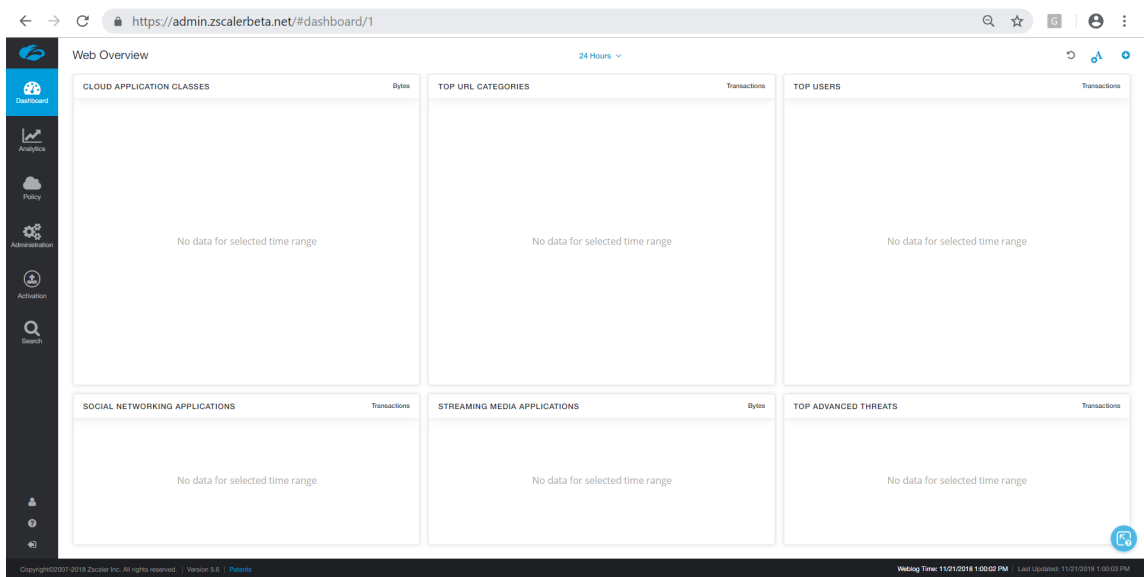 https://admin.zscalerbeta.net/#dashboard/1
G
Web Overview
24 Hours
A
Dashboard
Analytics
Policy
Administration
Activation
Search
CLOUD APPLICATION CLASSES Bytes
No data for selected time range
TOP URL CATEGORIES Transactions
No data for selected time range
TOP USERS Transactions
No data for selected time range
SOCIAL NETWORKING APPLICATIONS Transactions
No data for selected time range
STREAMING MEDIA APPLICATIONS Bytes
No data for selected time range
TOP ADVANCED THREATS Transactions
No data for selected time range
Copyright©2007-2018 Zscaler Inc. All rights reserved. | Version 5.6 | Patents
Weblog Time: 11/21/2018 1:00:02 PM | Last Updated: 11/21/2018 1:00:03 PM